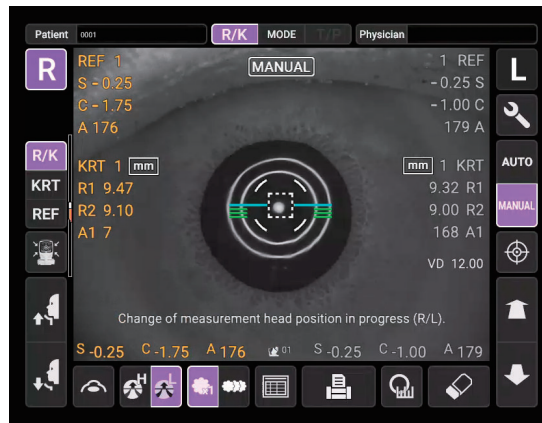 Patient 0001 R/K MODE T/P Physician
R
REF 1
S -0.25
C -1.75
A 176
MANUAL
1 REF
-0.25 S
-1.00 C
179 A
L
R/K
KRT
REF
KRT 1 mm
R1 9.47
R2 9.10
A1 7
mm 1 KRT
9.32 R1
9.00 R2
168 A1
VD 12.00
AUTO
MANUAL
Change of measurement head position in progress (R/L).
S -0.25 C -1.75 A 176 01 S -0.25 C -1.00 A 179
H
L